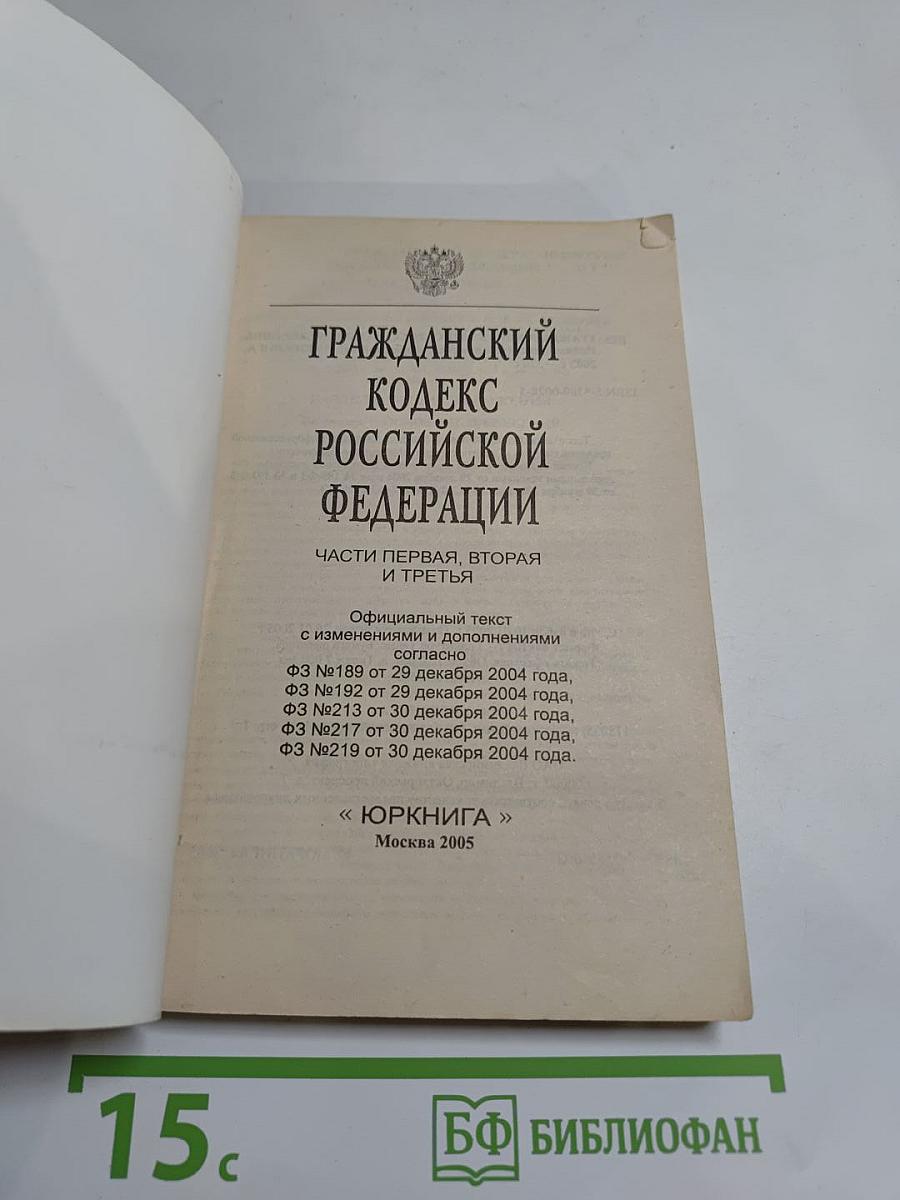 ГРАЖДАНСКИЙ
КОДЕКС
РОССИЙСКОЙ
ФЕДЕРАЦИИ
ЧАСТИ ПЕРВАЯ, ВТОРАЯ
И ТРЕТЬЯ
Официальный текст
с изменениями и дополнениями
согласно
ФЗ №189 от 29 декабря 2004 года,
ФЗ №192 от 29 декабря 2004 года,
ФЗ №213 от 30 декабря 2004 года,
ФЗ №217 от 30 декабря 2004 года,
ФЗ №219 от 30 декабря 2004 года.
« ЮРКНИГА »
Москва 2005
15 с
БФ БИБЛИОФАН